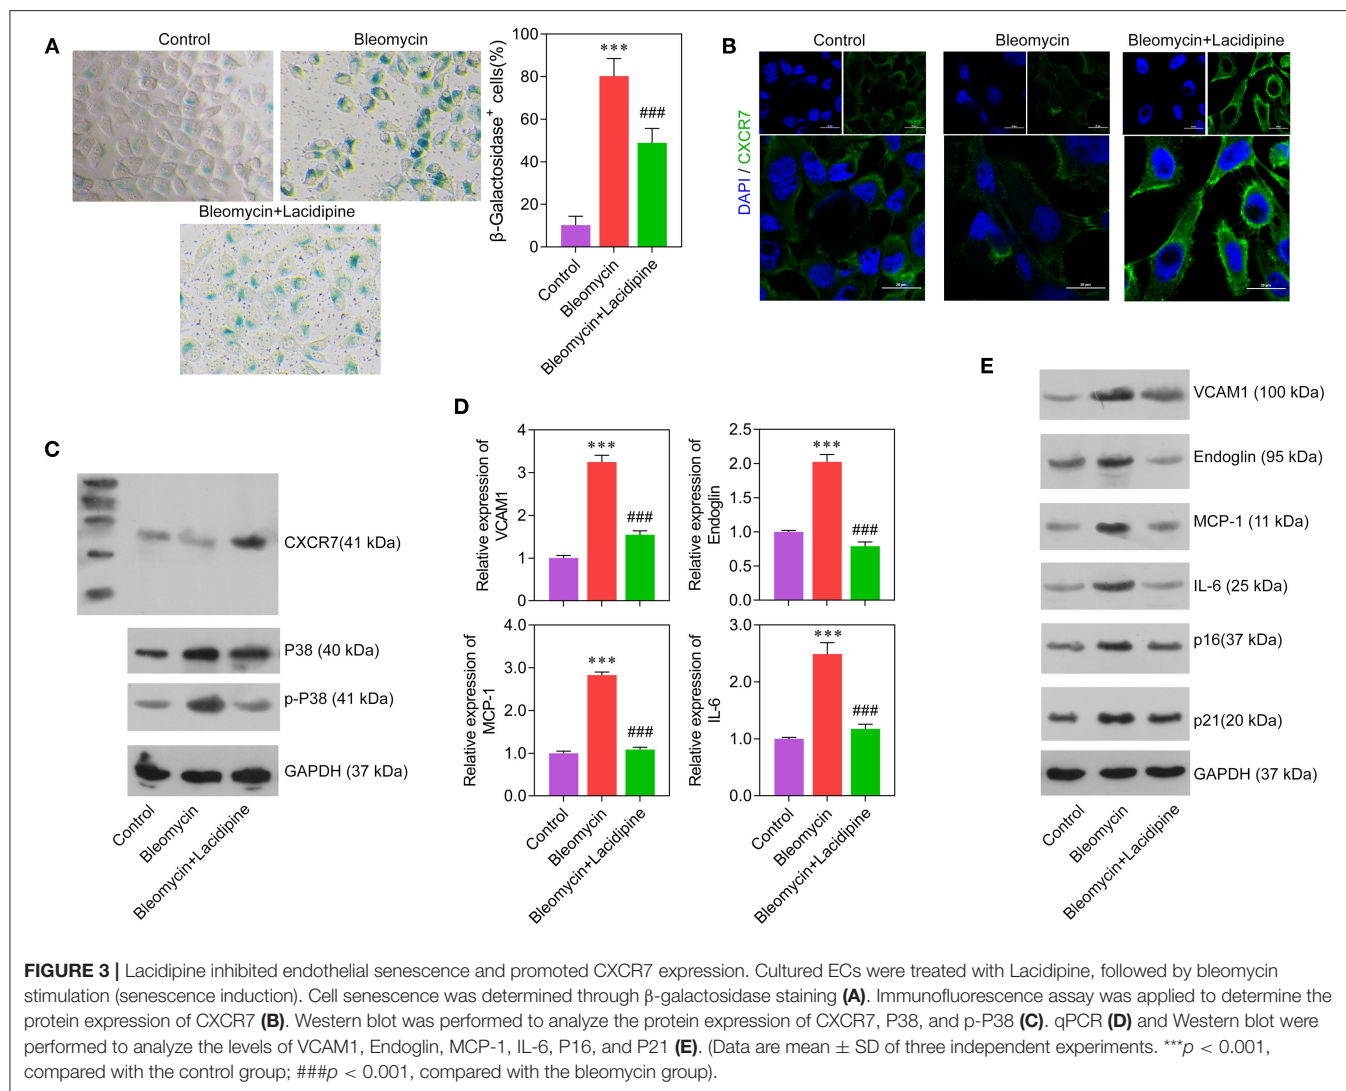 A
Control
Bleomycin
Bleomycin+Lacidipine
β-Galactosidase⁺ cells(%)
100
80
60
40
20
0
***
###
Control
Bleomycin
Bleomycin+Lacidipine
B
Control
Bleomycin
Bleomycin+Lacidipine
DAPI / CXCR7
20 μm
20 μm
20 μm
C
CXCR7(41 kDa)
P38 (40 kDa)
p-P38 (41 kDa)
GAPDH (37 kDa)
Control
Bleomycin
Bleomycin+Lacidipine
D
Relative expression of
VCAM1
4
3
2
1
0
***
###
Relative expression of
Endoglin
2.5
2.0
1.5
1.0
0.5
0.0
***
###
Relative expression of
MCP-1
4.0
3.0
2.0
1.0
0.0
***
###
Control
Bleomycin
Bleomycin+Lacidipine
Relative expression of
IL-6
3.0
2.0
1.0
0.0
***
###
Control
Bleomycin
Bleomycin+Lacidipine
E
VCAM1 (100 kDa)
Endoglin (95 kDa)
MCP-1 (11 kDa)
IL-6 (25 kDa)
p16(37 kDa)
p21(20 kDa)
GAPDH (37 kDa)
Control
Bleomycin
Bleomycin+Lacidipine
FIGURE 3 | Lacidipine inhibited endothelial senescence and promoted CXCR7 expression. Cultured ECs were treated with Lacidipine, followed by bleomycin
stimulation (senescence induction). Cell senescence was determined through β-galactosidase staining (A). Immunofluorescence assay was applied to determine the
protein expression of CXCR7 (B). Western blot was performed to analyze the protein expression of CXCR7, P38, and p-P38 (C). qPCR (D) and Western blot were
performed to analyze the levels of VCAM1, Endoglin, MCP-1, IL-6, P16, and P21 (E). (Data are mean ± SD of three independent experiments. ***p < 0.001,
compared with the control group; ###p < 0.001, compared with the bleomycin group).